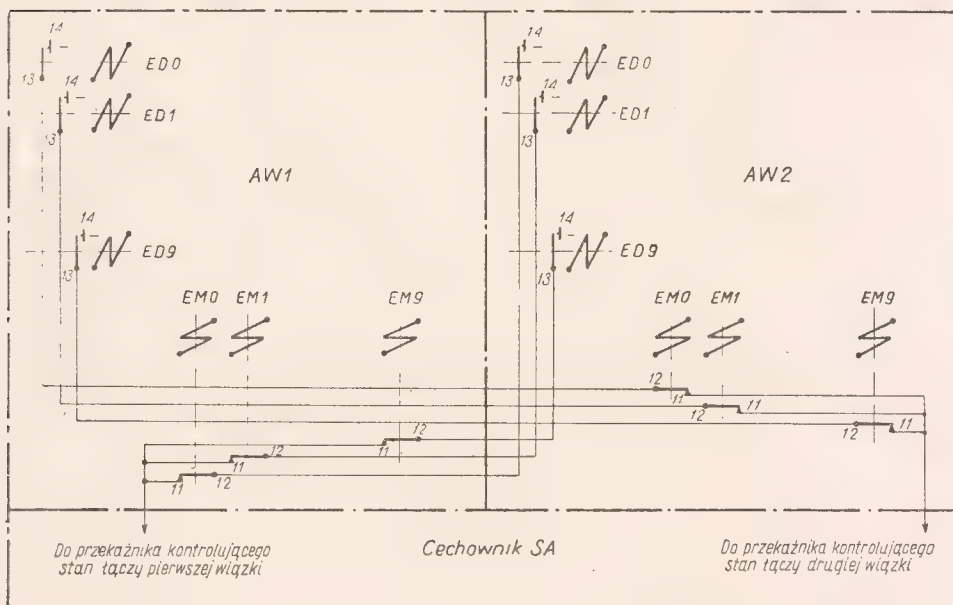 14 14
ED0 ED0
13 14 13 14
ED1 ED1
13 13
AW1 AW2
14 14
ED9 ED9
13 13
EM0 EM1 EM9 EM0 EM1 EM9
12
11
12 11
12 12 11
11
12
11
11 12
Do przekaźnika kontrolującego
stan łączy pierwszej wiązki
Cechownik SA
Do przekaźnika kontrolującego
stan łączy drugiej wiązki